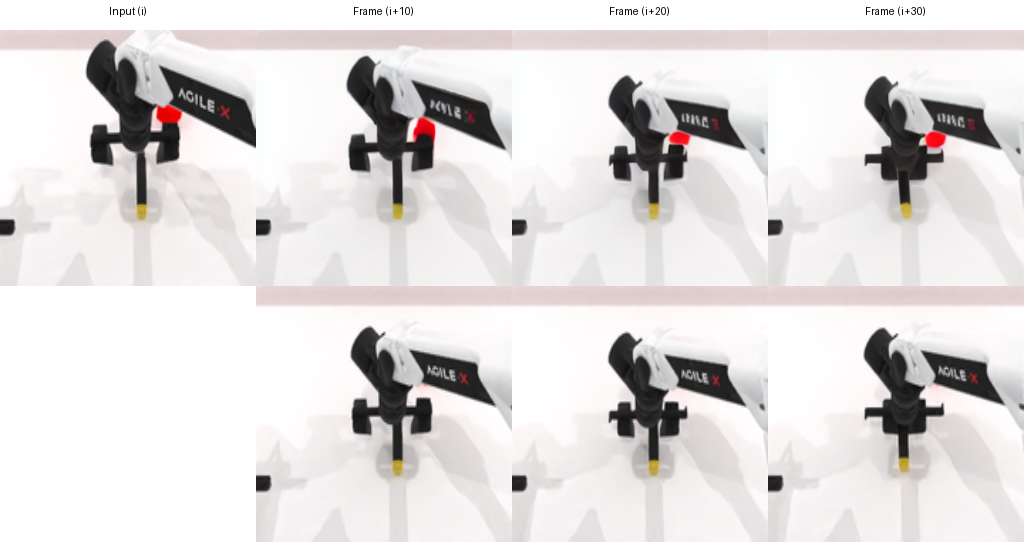 Input (i)
Frame (i+10)
Frame (i+20)
Frame (i+30)
AGILE X
AGILE X
AGILE X
AGILE X